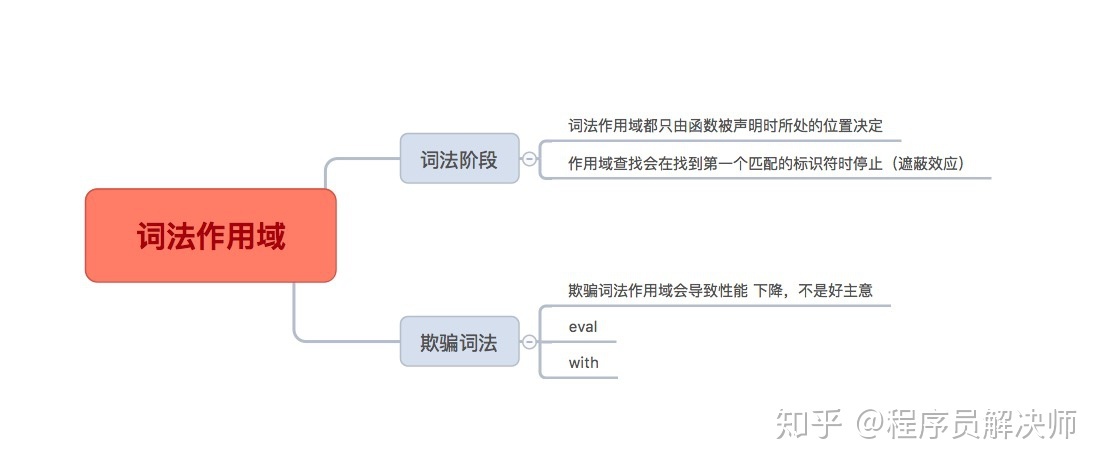 词法作用域
词法阶段
词法作用域都只由函数被声明时所处的位置决定
作用域查找会在找到第一个匹配的标识符时停止（遮蔽效应）
欺骗词法
欺骗词法作用域会导致性能 下降，不是好主意
eval
with
知乎 @程序员解决师